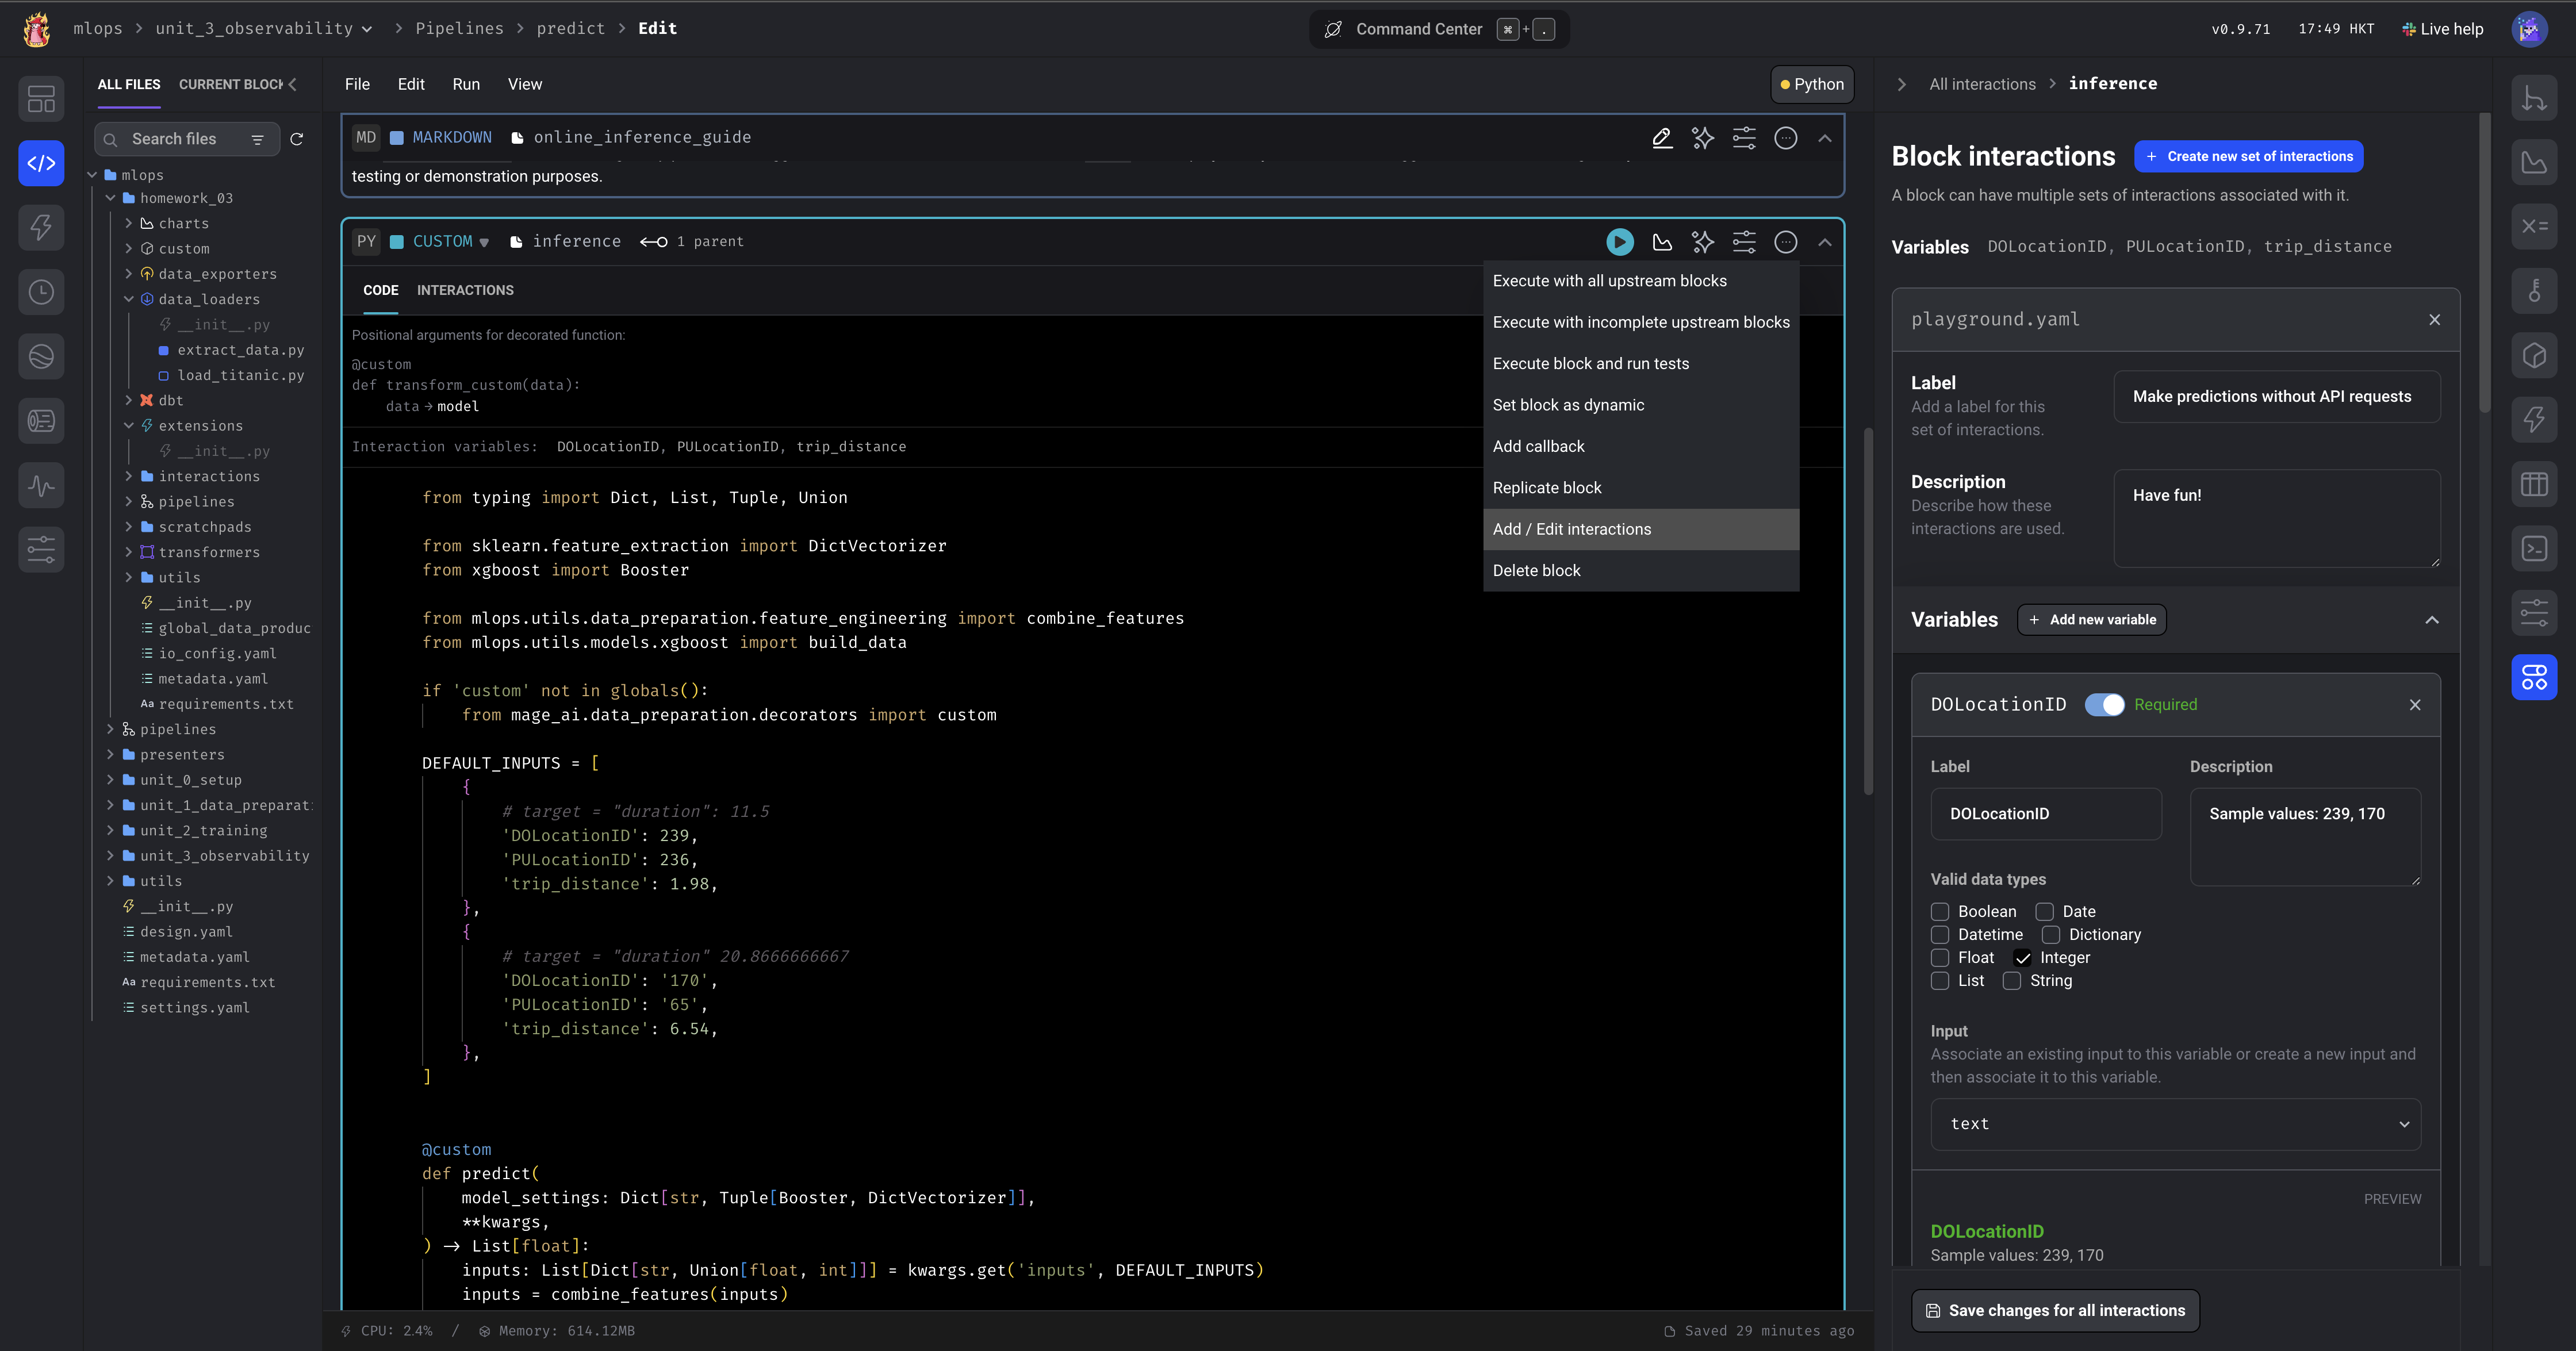 mlops > unit_3_observability > Pipelines > predict > Edit
Command Center ⌘ + .
v0.9.71 17:49 HKT Live help
ALL FILES CURRENT BLOCK
Search files
mlops
homework_03
charts
custom
data_exporters
data_loaders
__init__.py
extract_data.py
load_titanic.py
dbt
extensions
__init__.py
interactions
pipelines
scratchpads
transformers
utils
__init__.py
global_data_produc
io_config.yaml
metadata.yaml
Aa requirements.txt
pipelines
presenters
unit_0_setup
unit_1_data_preparat
unit_2_training
unit_3_observability
utils
__init__.py
design.yaml
metadata.yaml
Aa requirements.txt
settings.yaml
File Edit Run View
Python
MD MARKDOWN online_inference_guide
testing or demonstration purposes.
PY CUSTOM inference 1 parent
CODE INTERACTIONS
Positional arguments for decorated function:
@custom
def transform_custom(data):
data → model
Interaction variables: DOLocationID, PULocationID, trip_distance
from typing import Dict, List, Tuple, Union
from sklearn.feature_extraction import DictVectorizer
from xgboost import Booster
from mlops.utils.data_preparation.feature_engineering import combine_features
from mlops.utils.models.xgboost import build_data
if 'custom' not in globals():
from mage_ai.data_preparation.decorators import custom
DEFAULT_INPUTS = [
{
# target = "duration": 11.5
'DOLocationID': 239,
'PULocationID': 236,
'trip_distance': 1.98,
},
{
# target = "duration" 20.8666666667
'DOLocationID': '170',
'PULocationID': '65',
'trip_distance': 6.54,
},
]
@custom
def predict(
model_settings: Dict[str, Tuple[Booster, DictVectorizer]],
**kwargs,
) → List[float]:
inputs: List[Dict[str, Union[float, int]]] = kwargs.get('inputs', DEFAULT_INPUTS)
inputs = combine_features(inputs)
Execute with all upstream blocks
Execute with incomplete upstream blocks
Execute block and run tests
Set block as dynamic
Add callback
Replicate block
Add / Edit interactions
Delete block
CPU: 2.4% / Memory: 614.12MB
Saved 29 minutes ago
All interactions > inference
Block interactions
+ Create new set of interactions
A block can have multiple sets of interactions associated with it.
Variables DOLocationID, PULocationID, trip_distance
playground.yaml
Label
Add a label for this
set of interactions.
Make predictions without API requests
Description
Describe how these
interactions are used.
Have fun!
Variables + Add new variable
DOLocationID Required
Label
DOLocationID
Description
Sample values: 239, 170
Valid data types
Boolean Date
Datetime Dictionary
Float Integer
List String
Input
Associate an existing input to this variable or create a new input and
then associate it to this variable.
text
PREVIEW
DOLocationID
Sample values: 239, 170
Save changes for all interactions